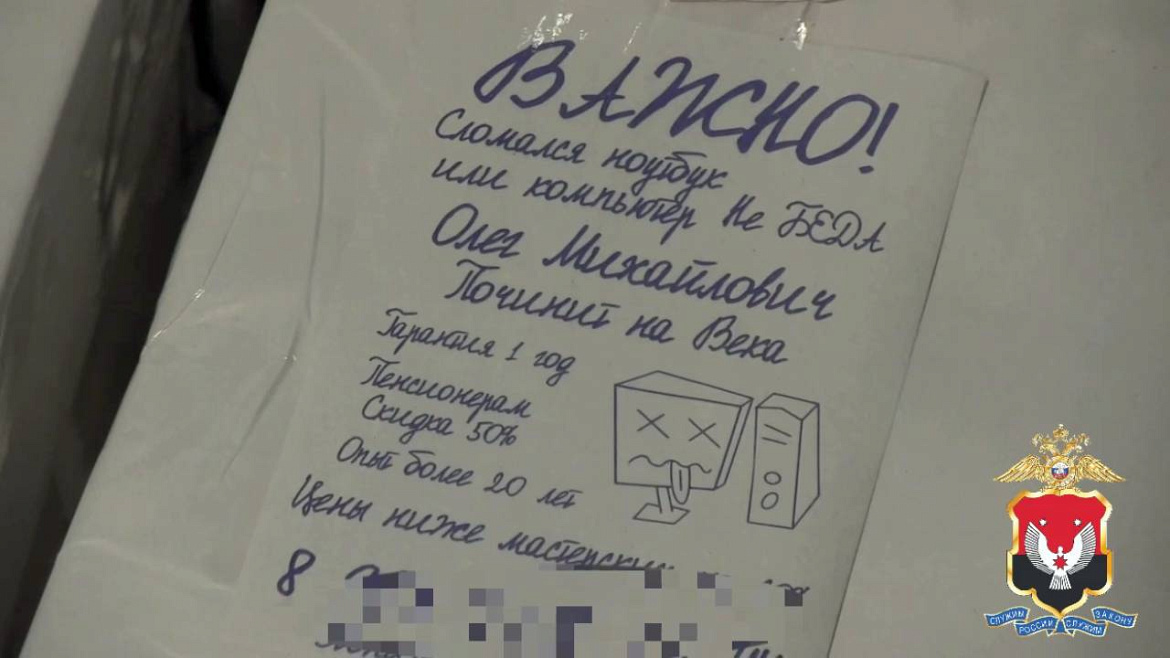 ВАЖНО!
Сломался ноутбук
или компьютер Не БЕДА
Олег Михайлович
Починит на Века
Гарантия 1 год
Пенсионерам
Скидка 50%
Опыт более 20 лет
Цены ниже
8
СЛУЖИМ РОССИИ СЛУЖИМ ЗАКОНУ